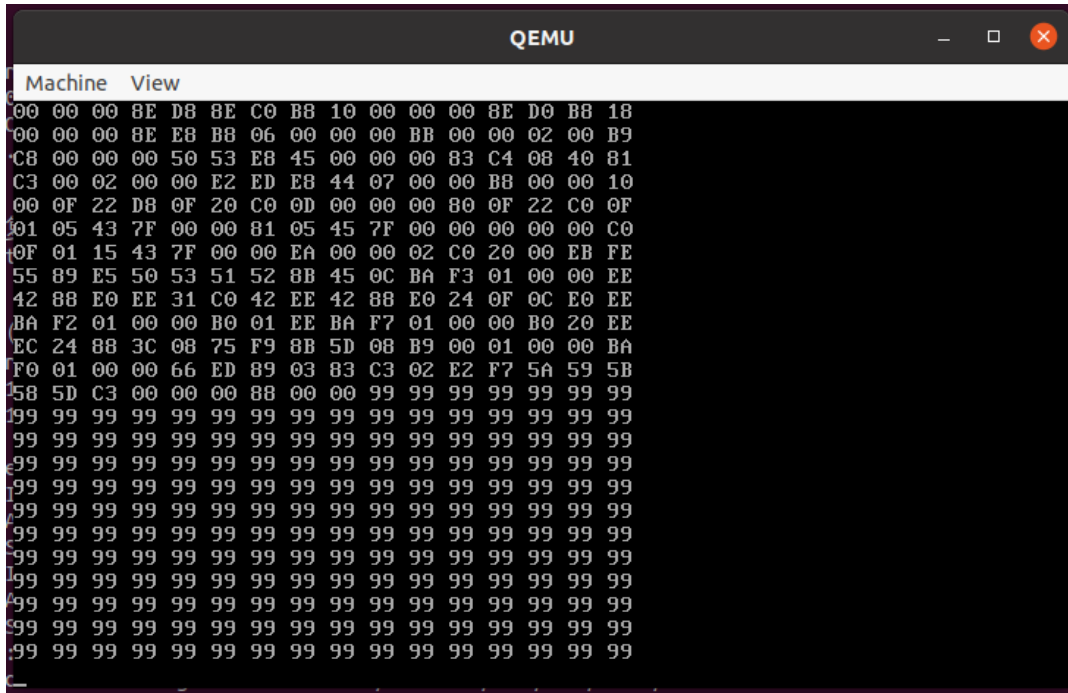 QEMU
Machine View
00 00 00 8E D8 8E C0 B8 10 00 00 00 8E D0 B8 18
00 00 00 8E E8 B8 06 00 00 00 BB 00 00 02 00 B9
C8 00 00 00 50 53 E8 45 00 00 00 83 C4 08 40 81
C3 00 02 00 00 E2 ED E8 44 07 00 00 B8 00 00 10
00 0F 22 D8 0F 20 C0 0D 00 00 00 80 0F 22 C0 0F
01 05 43 7F 00 00 81 05 45 7F 00 00 00 00 00 C0
0F 01 15 43 7F 00 00 EA 00 00 02 C0 20 00 EB FE
55 89 E5 50 53 51 52 8B 45 0C BA F3 01 00 00 EE
42 88 E0 EE 31 C0 42 EE 42 88 E0 24 0F 0C E0 EE
BA F2 01 00 00 B0 01 EE BA F7 01 00 00 B0 20 EE
EC 24 88 3C 08 75 F9 8B 5D 08 B9 00 01 00 00 BA
F0 01 00 00 66 ED 89 03 83 C3 02 E2 F7 5A 59 5B
58 5D C3 00 00 00 88 00 00 99 99 99 99 99 99 99
99 99 99 99 99 99 99 99 99 99 99 99 99 99 99 99
99 99 99 99 99 99 99 99 99 99 99 99 99 99 99 99
99 99 99 99 99 99 99 99 99 99 99 99 99 99 99 99
99 99 99 99 99 99 99 99 99 99 99 99 99 99 99 99
99 99 99 99 99 99 99 99 99 99 99 99 99 99 99 99
99 99 99 99 99 99 99 99 99 99 99 99 99 99 99 99
99 99 99 99 99 99 99 99 99 99 99 99 99 99 99 99
99 99 99 99 99 99 99 99 99 99 99 99 99 99 99 99
99 99 99 99 99 99 99 99 99 99 99 99 99 99 99 99
99 99 99 99 99 99 99 99 99 99 99 99 99 99 99 99
99 99 99 99 99 99 99 99 99 99 99 99 99 99 99 99